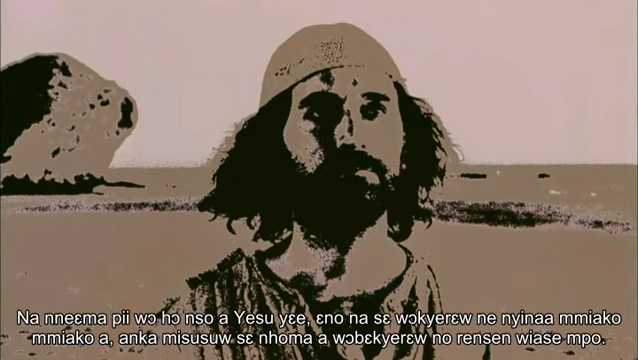 Na nneɛma pii wɔ hɔ nso a Yesu yɛe, ɛno na sɛ wɔkyerɛw ne nyinaa mmiako
mmiako a, anka misusuw sɛ nhoma a wɔbɛkyerɛw no rensen wiase mpo.